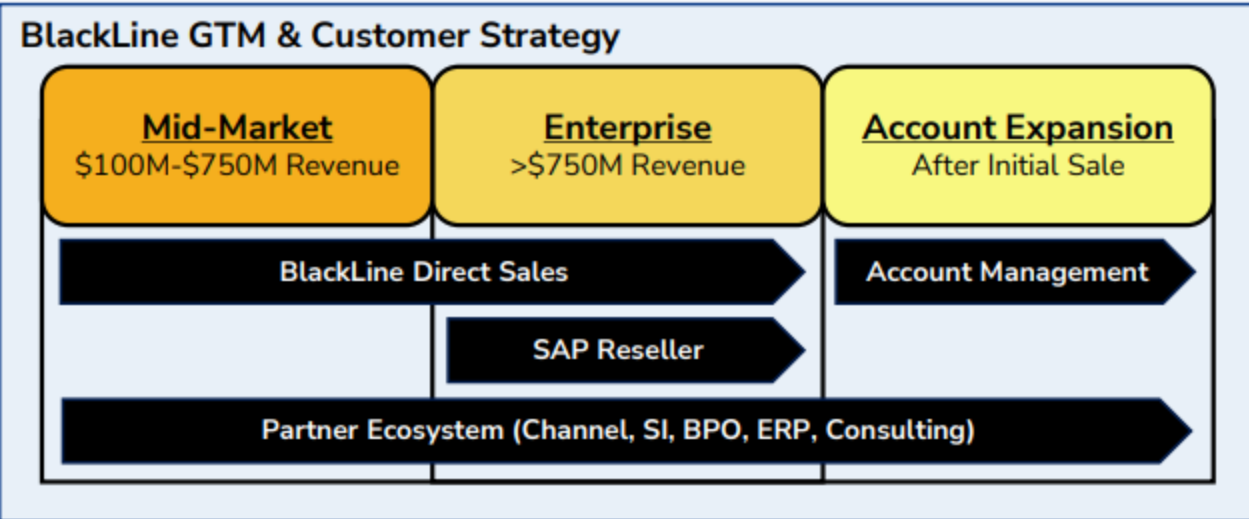 BlackLine GTM & Customer Strategy
Mid-Market
$100M-$750M Revenue
Enterprise
>$750M Revenue
Account Expansion
After Initial Sale
BlackLine Direct Sales
Account Management
SAP Reseller
Partner Ecosystem (Channel, SI, BPO, ERP, Consulting)